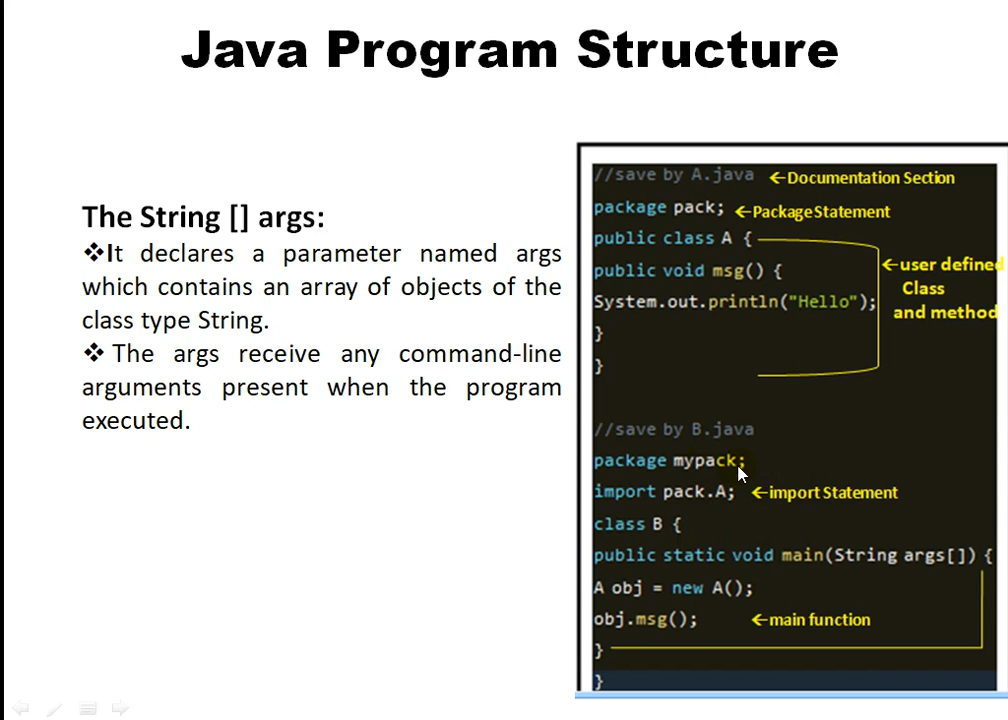 Java Program Structure
The String [] args:
❖It declares a parameter named args
which contains an array of objects of the
class type String.
❖ The args receive any command-line
arguments present when the program
executed.
//save by A.java ←Documentation Section
package pack; ←Package Statement
public class A {
public void msg() {
System.out.println("Hello");
}
}
←user defined
Class
and method
//save by B.java
package mypack;
import pack.A; ←import Statement
class B {
public static void main(String args[]) {
A obj = new A();
obj.msg(); ←main function
}
}